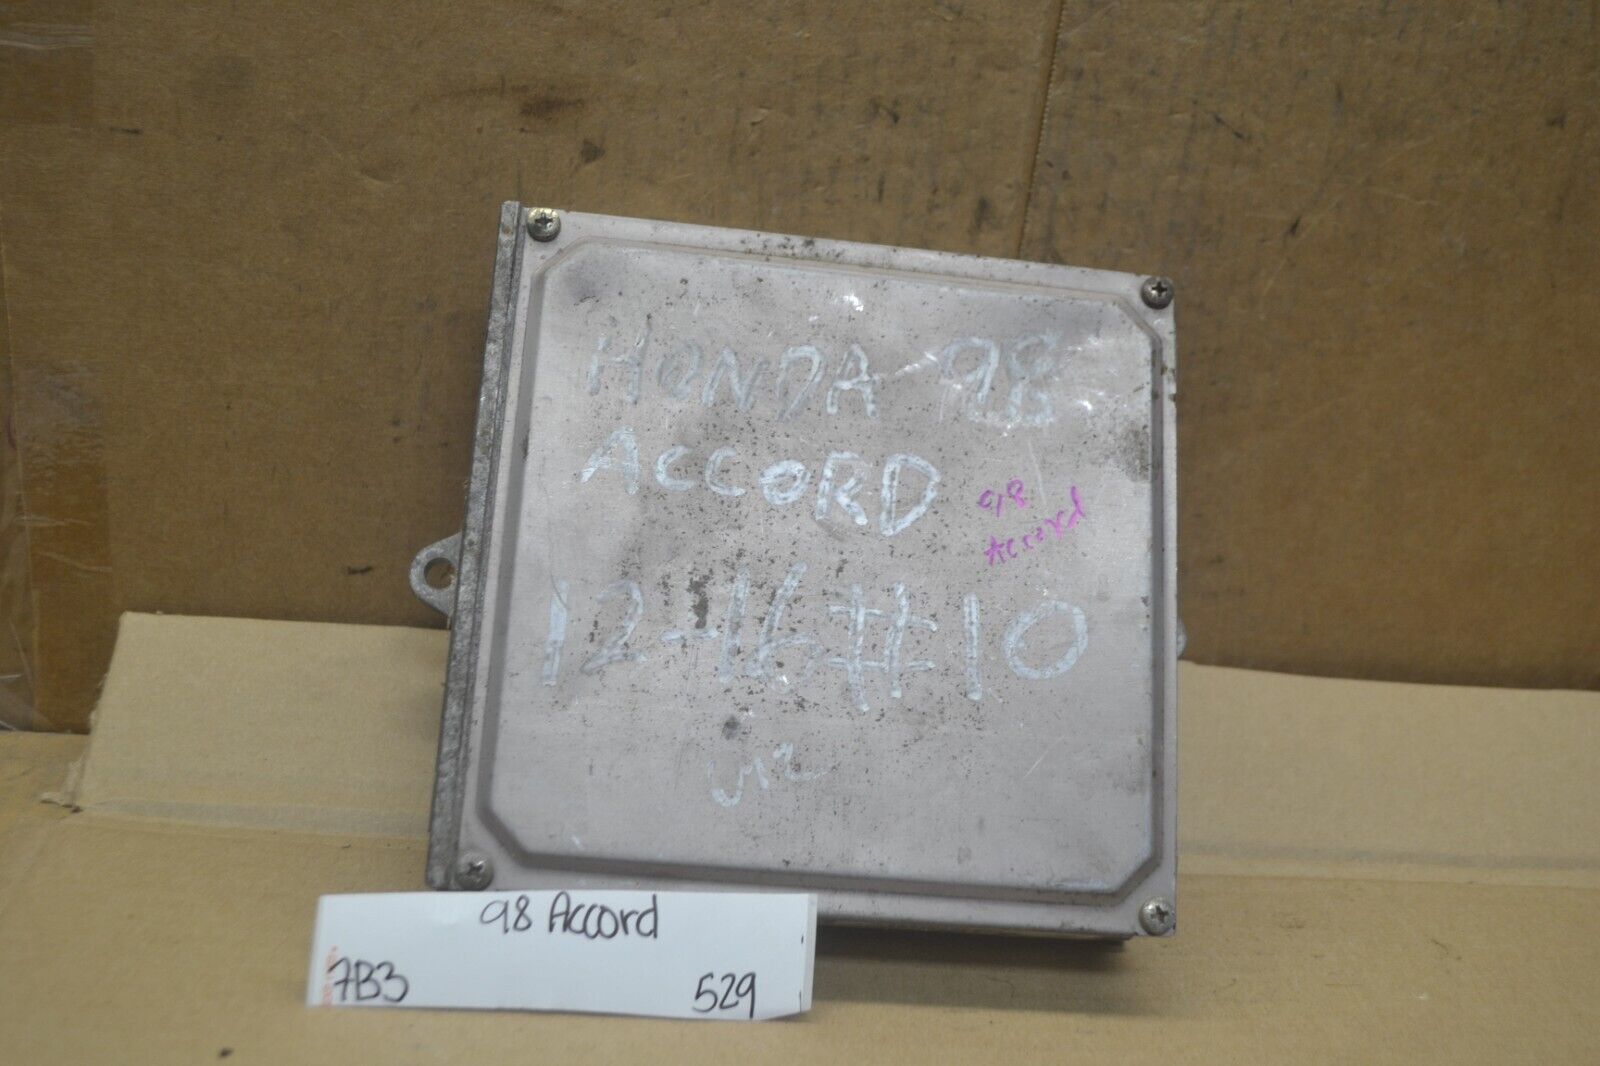 HONDA 98
ACCORD
98
Accord
12-16#10
98 Accord
7B3 529